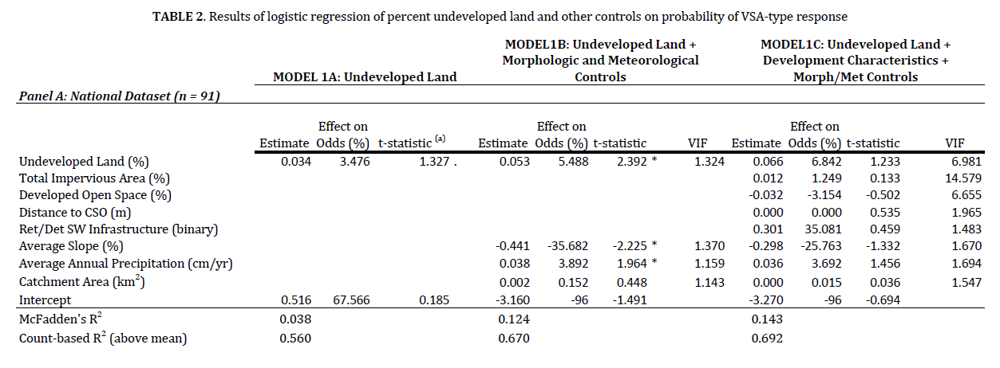 TABLE 2. Results of logistic regression of percent undeveloped land and other controls on probability of VSA-type response
MODEL 1A: Undeveloped Land
MODEL1B: Undeveloped Land +
Morphologic and Meteorological
Controls
MODEL1C: Undeveloped Land +
Development Characteristics +
Morph/Met Controls
Panel A: National Dataset (n = 91)
Estimate Effect on Odds (%) t-statistic (a) Estimate Effect on Odds (%) t-statistic VIF Estimate Effect on Odds (%) t-statistic VIF
Undeveloped Land (%) 0.034 3.476 1.327 . 0.053 5.488 2.392 * 1.324 0.066 6.842 1.233 6.981
Total Impervious Area (%) 0.012 1.249 0.133 14.579
Developed Open Space (%) -0.032 -3.154 -0.502 6.655
Distance to CSO (m) 0.000 0.000 0.535 1.965
Ret/Det SW Infrastructure (binary) 0.301 35.081 0.459 1.483
Average Slope (%) -0.441 -35.682 -2.225 * 1.370 -0.298 -25.763 -1.332 1.670
Average Annual Precipitation (cm/yr) 0.038 3.892 1.964 * 1.159 0.036 3.692 1.456 1.694
Catchment Area (km2) 0.002 0.152 0.448 1.143 0.000 0.015 0.036 1.547
Intercept 0.516 67.566 0.185 -3.160 -96 -1.491 -3.270 -96 -0.694
McFadden's R2 0.038 0.124 0.143
Count-based R2 (above mean) 0.560 0.670 0.692